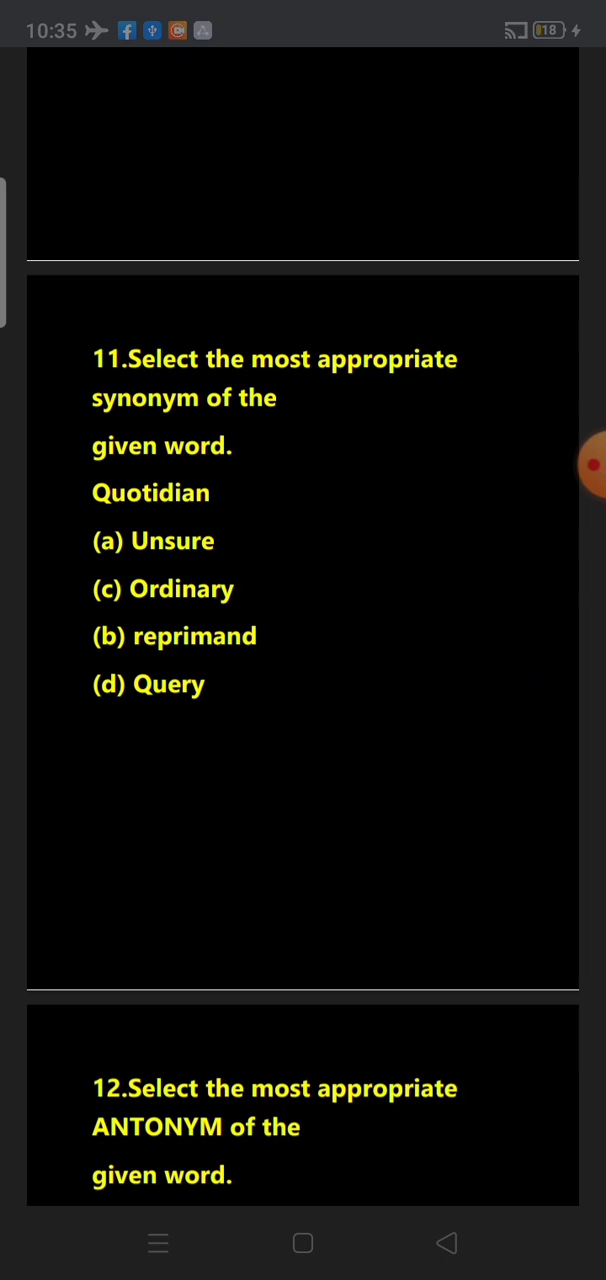 10:35
18
11.Select the most appropriate
synonym of the
given word.
Quotidian
(a) Unsure
(c) Ordinary
(b) reprimand
(d) Query
12.Select the most appropriate
ANTONYM of the
given word.